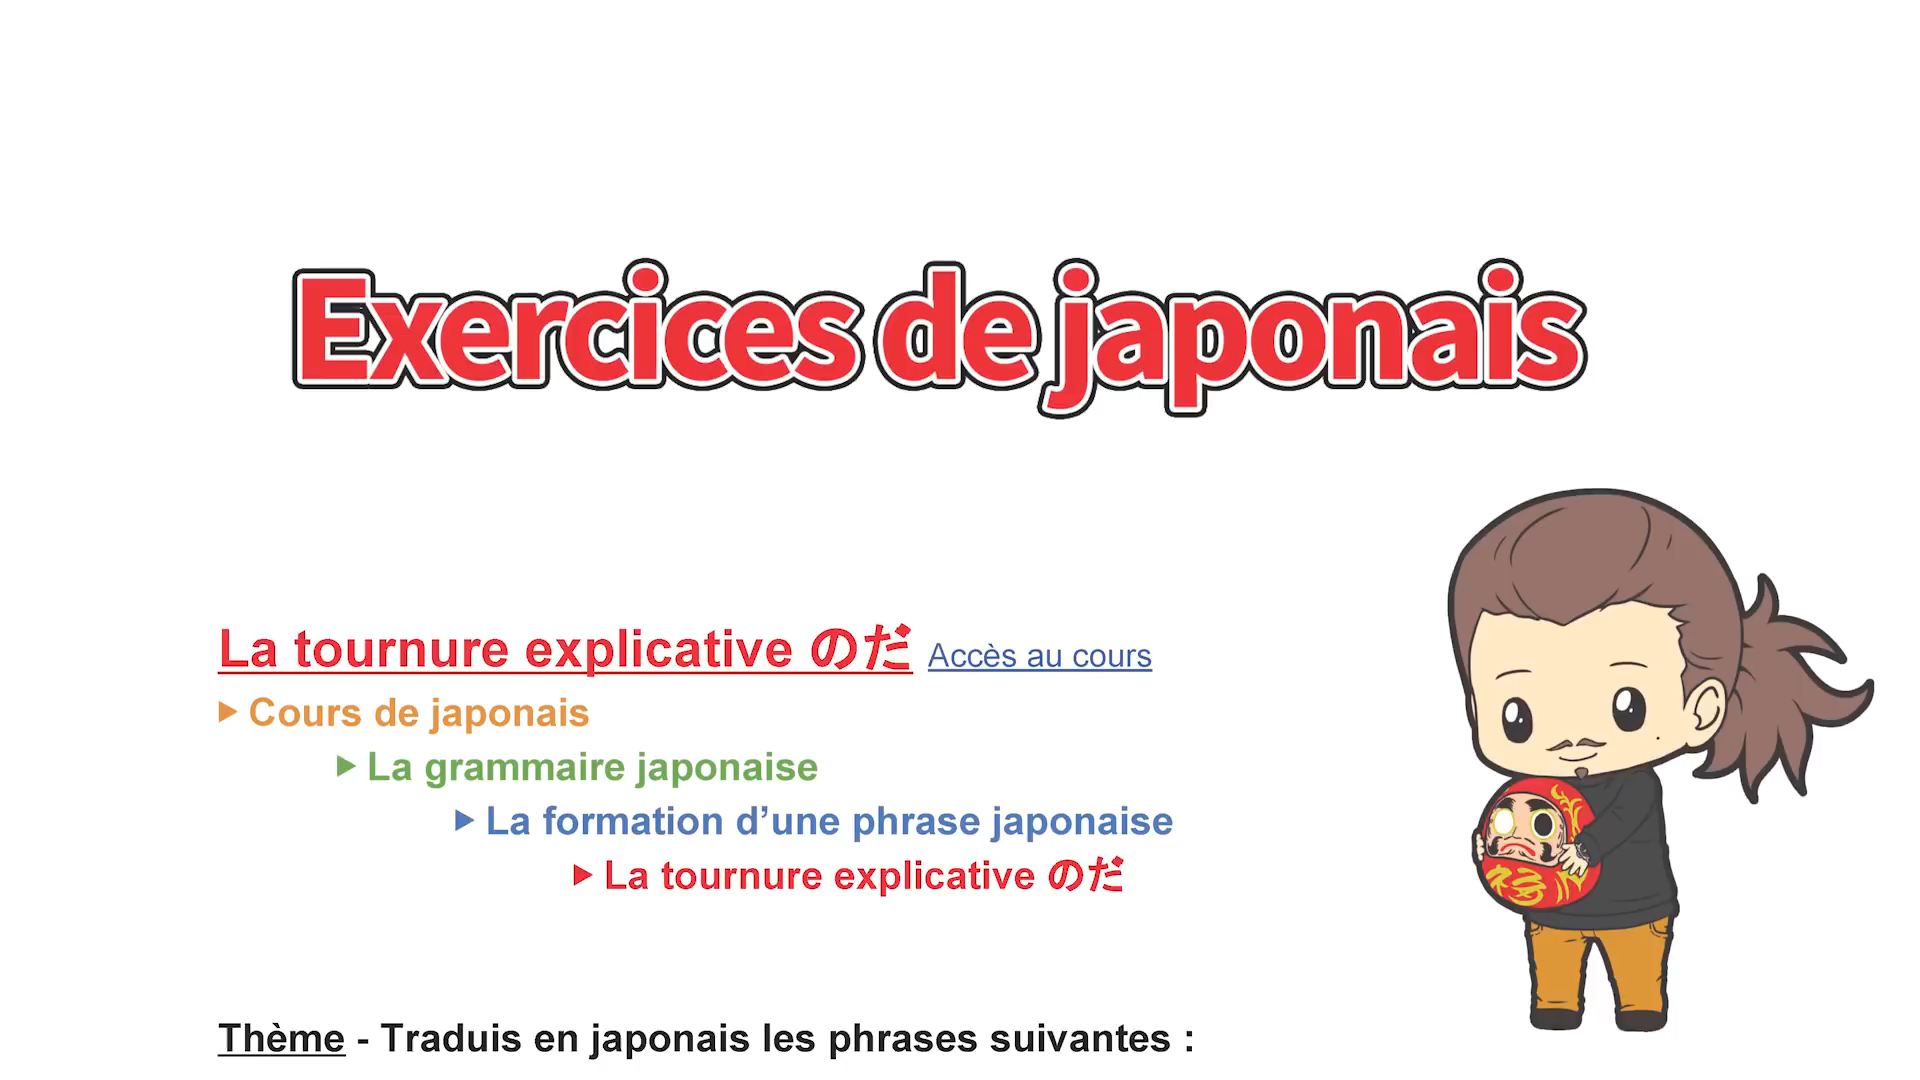 Exercices de japonais
La tournure explicative のだ Accès au cours
▶ Cours de japonais
▶ La grammaire japonaise
▶ La formation d’une phrase japonaise
▶ La tournure explicative のだ
Thème - Traduis en japonais les phrases suivantes :